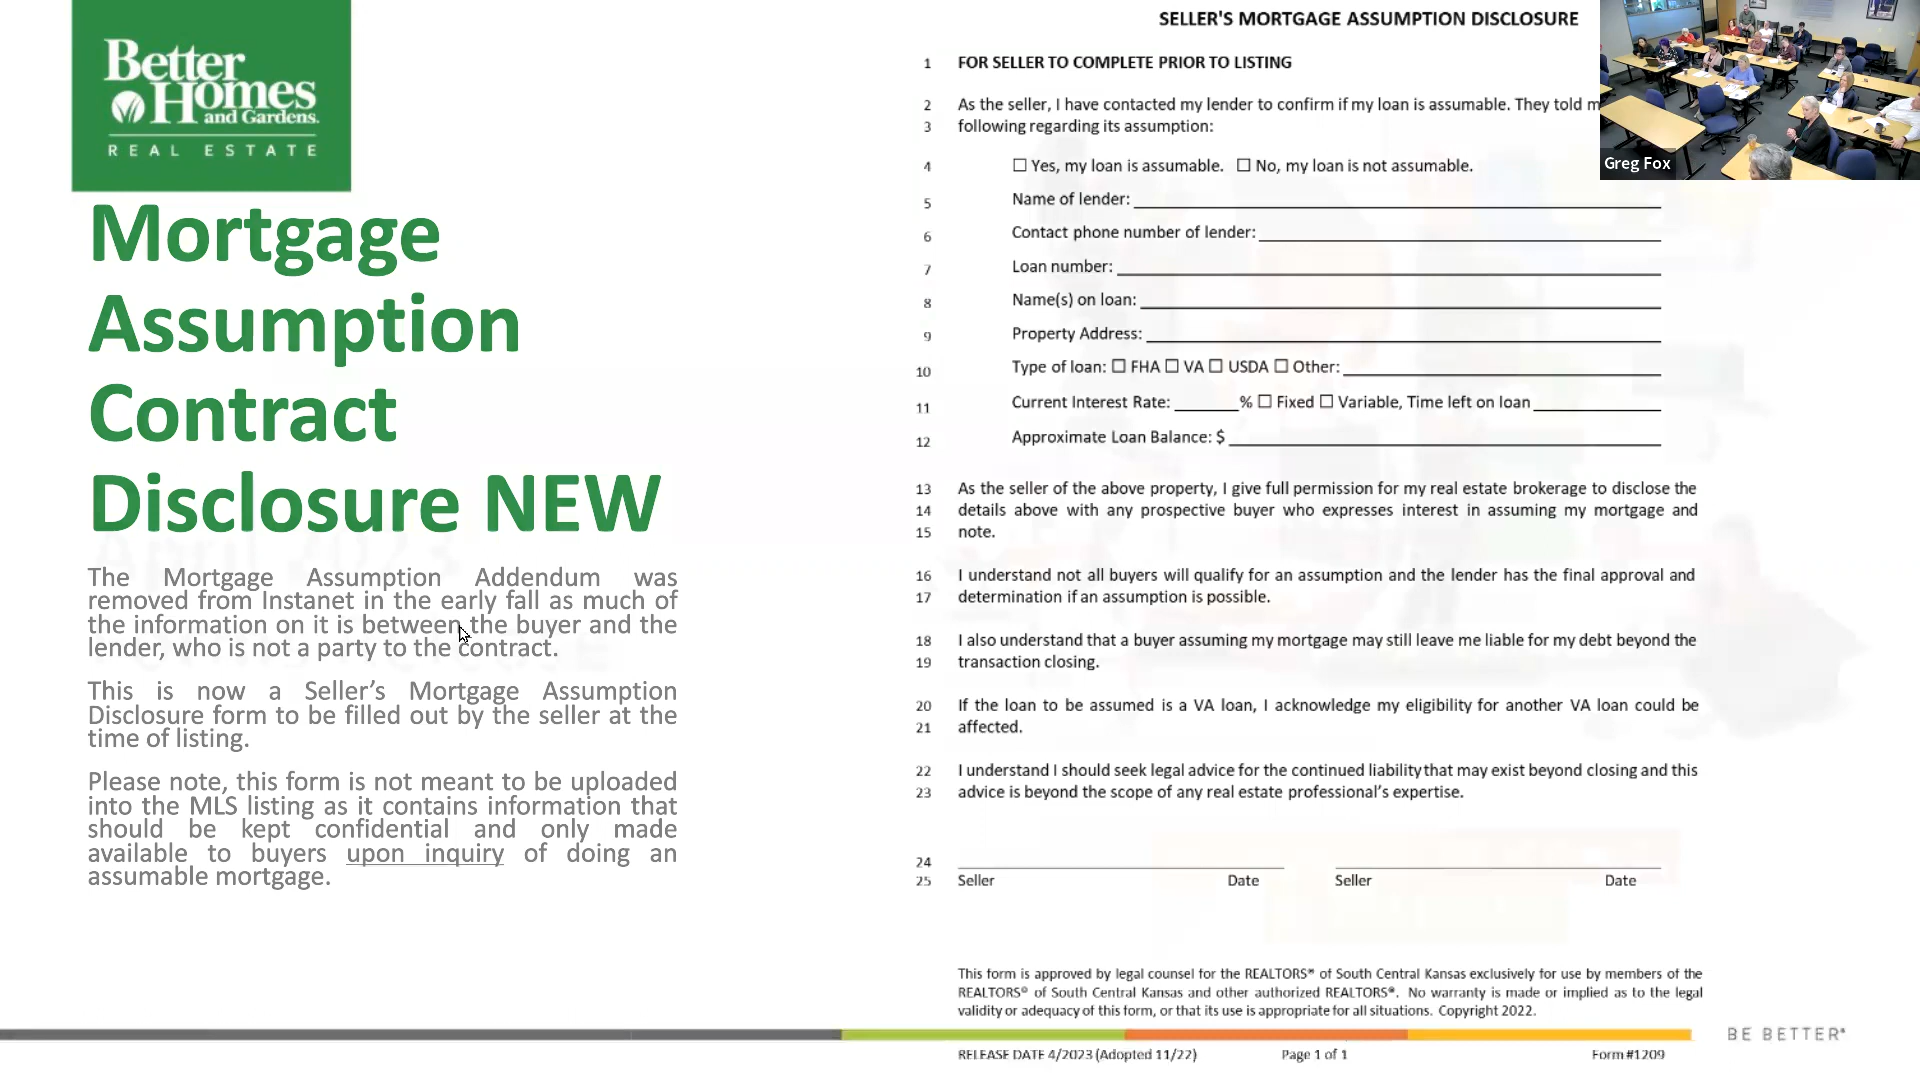 Better
Homes
and Gardens.
REAL ESTATE
Mortgage
Assumption
Contract
Disclosure NEW
The Mortgage Assumption Addendum was
removed from Instanet in the early fall as much of
the information on it is between the buyer and the
lender, who is not a party to the contract.
This is now a Seller’s Mortgage Assumption
Disclosure form to be filled out by the seller at the
time of listing.
Please note, this form is not meant to be uploaded
into the MLS listing as it contains information that
should be kept confidential and only made
available to buyers upon inquiry of doing an
assumable mortgage.
SELLER'S MORTGAGE ASSUMPTION DISCLOSURE
1 FOR SELLER TO COMPLETE PRIOR TO LISTING
2 As the seller, I have contacted my lender to confirm if my loan is assumable. They told
3 following regarding its assumption:
4 ☐ Yes, my loan is assumable. ☐ No, my loan is not assumable.
5 Name of lender:
6 Contact phone number of lender:
7 Loan number:
8 Name(s) on loan:
9 Property Address:
10 Type of loan: ☐ FHA ☐ VA ☐ USDA ☐ Other:
11 Current Interest Rate: _______% ☐ Fixed ☐ Variable, Time left on loan
12 Approximate Loan Balance: $
13 As the seller of the above property, I give full permission for my real estate brokerage to disclose the
14 details above with any prospective buyer who expresses interest in assuming my mortgage and
15 note.
16 I understand not all buyers will qualify for an assumption and the lender has the final approval and
17 determination if an assumption is possible.
18 I also understand that a buyer assuming my mortgage may still leave me liable for my debt beyond the
19 transaction closing.
20 If the loan to be assumed is a VA loan, I acknowledge my eligibility for another VA loan could be
21 affected.
22 I understand I should seek legal advice for the continued liability that may exist beyond closing and this
23 advice is beyond the scope of any real estate professional’s expertise.
24
25 Seller Date Seller Date
This form is approved by legal counsel for the REALTORS® of South Central Kansas exclusively for use by members of the
REALTORS® of South Central Kansas and other authorized REALTORS®. No warranty is made or implied as to the legal
validity or adequacy of this form, or that its use is appropriate for all situations. Copyright 2022.
RELEASE DATE 4/2023 (Adopted 11/22) Page 1 of 1 Form #1209
BE BETTER®
Greg Fox